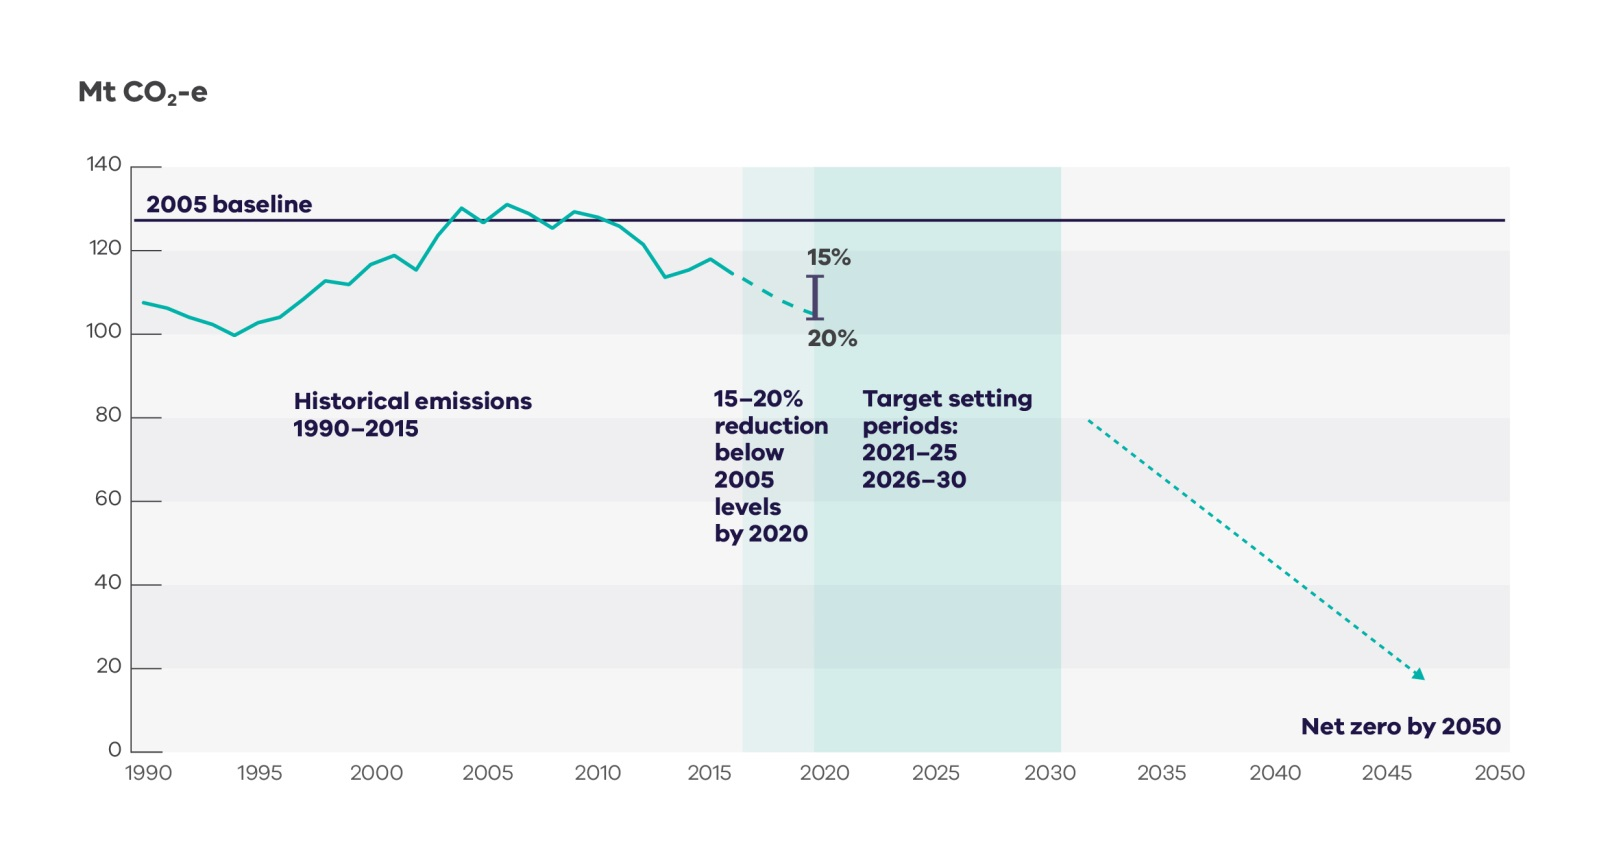 Mt CO₂-e
140
2005 baseline
120
15%
100
20%
Historical emissions
1990–2015
15–20%
reduction
below
2005
levels
by 2020
Target setting
periods:
2021–25
2026–30
80
60
40
20
Net zero by 2050
0
1990 1995 2000 2005 2010 2015 2020 2025 2030 2035 2040 2045 2050